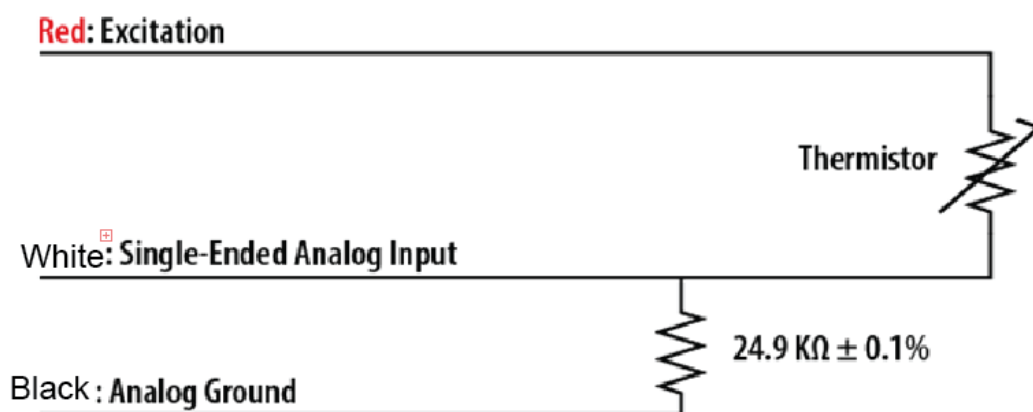 Red: Excitation
Thermistor
White: Single-Ended Analog Input
24.9 KΩ ± 0.1%
Black : Analog Ground